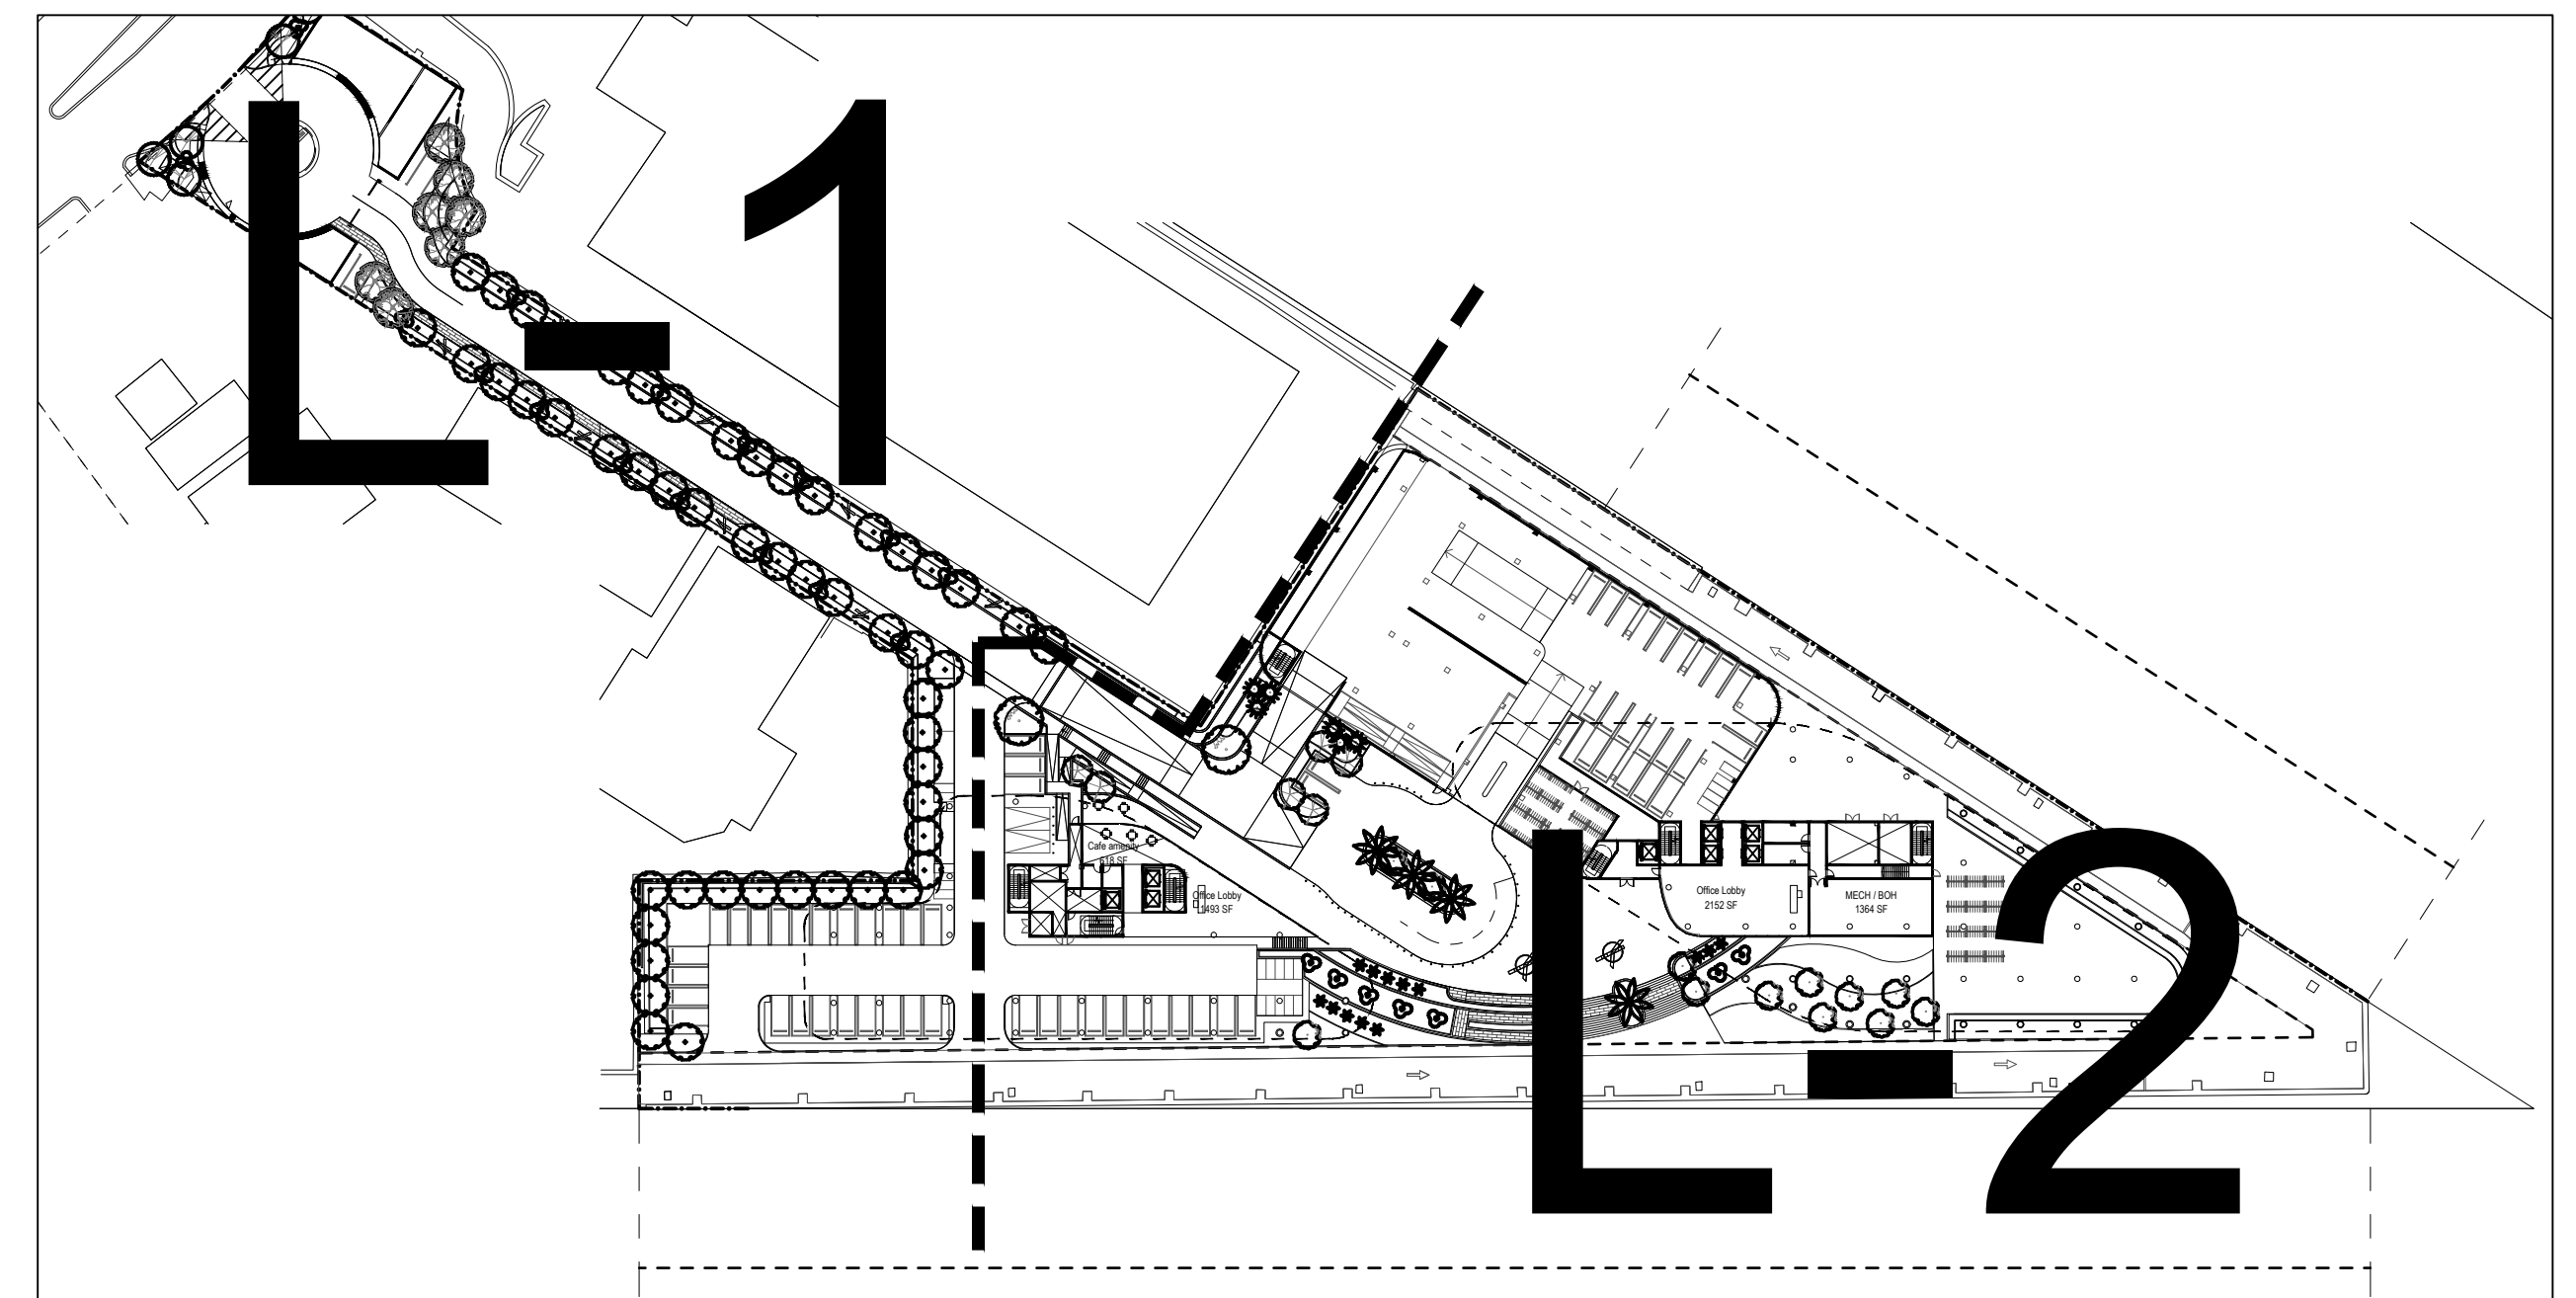 L-1
Cafe amenity
618 SF
Office Lobby
1493 SF
Office Lobby
2152 SF
MECH / BOH
1364 SF
L-2